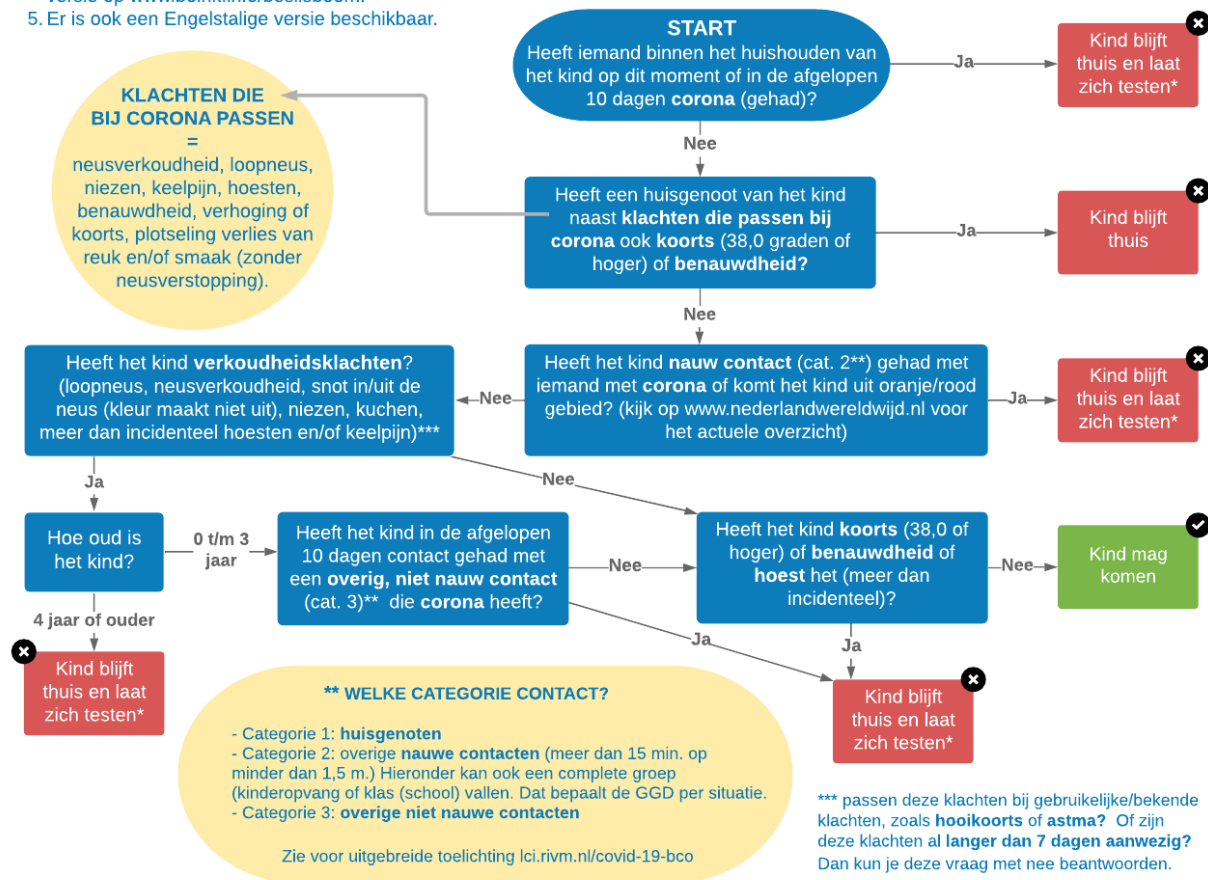 5. Er is ook een Engelstalige versie beschikbaar.
START
Heeft iemand binnen het huishouden van
het kind op dit moment of in de afgelopen
10 dagen corona (gehad)?
Ja
Kind blijft
thuis en laat
zich testen*
KLACHTEN DIE
BIJ CORONA PASSEN
=
neusverkoudheid, loopneus,
niezen, keelpijn, hoesten,
benauwdheid, verhoging of
koorts, plotseling verlies van
reuk en/of smaak (zonder
neusverstopping).
Nee
Heeft een huisgenoot van het kind
naast klachten die passen bij
corona ook koorts (38,0 graden of
hoger) of benauwdheid?
Ja
Kind blijft
thuis
Nee
Heeft het kind nauw contact (cat. 2**) gehad met
iemand met corona of komt het kind uit oranje/rood
gebied? (kijk op www.nederlandwereldwijd.nl voor
het actuele overzicht)
Ja
Kind blijft
thuis en laat
zich testen*
Nee
Heeft het kind verkoudheidsklachten?
(loopneus, neusverkoudheid, snot in/uit de
neus (kleur maakt niet uit), niezen, kuchen,
meer dan incidenteel hoesten en/of keelpijn)***
Ja
Nee
Hoe oud is
het kind?
0 t/m 3
jaar
Heeft het kind in de afgelopen
10 dagen contact gehad met
een overig, niet nauw contact
(cat. 3)** die corona heeft?
Nee
Heeft het kind koorts (38,0 of
hoger) of benauwdheid of
hoest het (meer dan
incidenteel)?
Nee
Kind mag
komen
4 jaar of ouder
Kind blijft
thuis en laat
zich testen*
Ja
Ja
Kind blijft
thuis en laat
zich testen*
** WELKE CATEGORIE CONTACT?
- Categorie 1: huisgenoten
- Categorie 2: overige nauwe contacten (meer dan 15 min. op
minder dan 1,5 m.) Hieronder kan ook een complete groep
(kinderopvang of klas (school) vallen. Dat bepaalt de GGD per situatie.
- Categorie 3: overige niet nauwe contacten
Zie voor uitgebreide toelichting lci.rivm.nl/covid-19-bco
*** passen deze klachten bij gebruikelijke/bekende
klachten, zoals hooikoorts of astma? Of zijn
deze klachten al langer dan 7 dagen aanwezig?
Dan kun je deze vraag met nee beantwoorden.